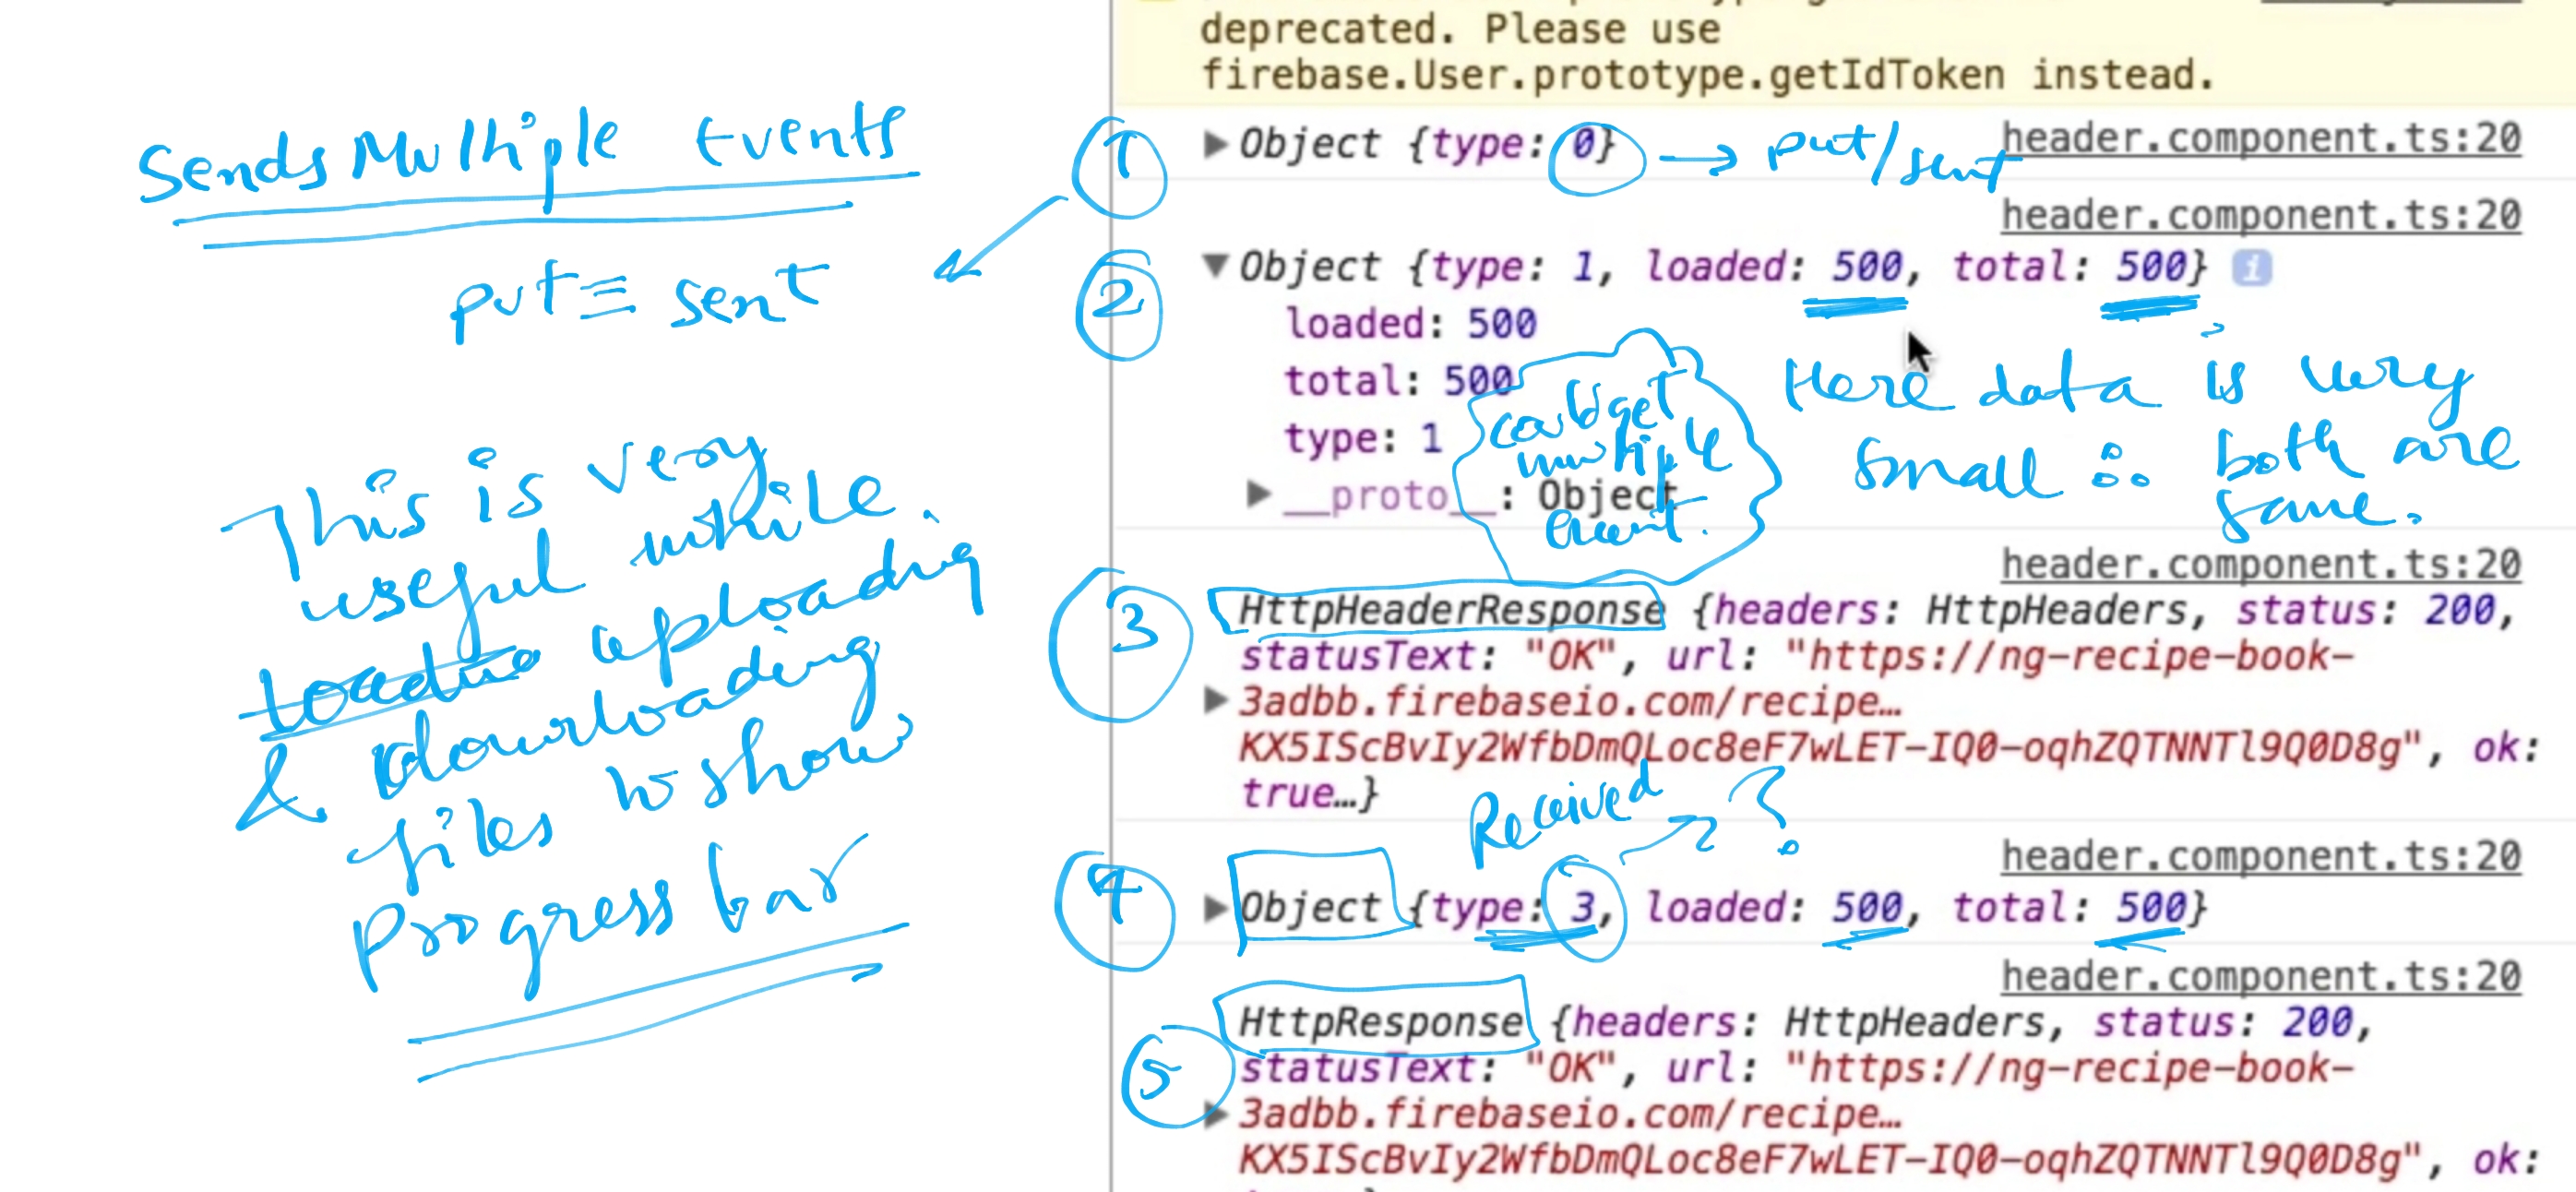 Sends Multiple Events
put ≡ sent
This is very
useful while
uploading
& downloading
files to show
Progress bar
deprecated. Please use
firebase.User.prototype.getIdToken instead.
1
▶ Object {type: 0} → put/sent header.component.ts:20
header.component.ts:20
2
▼ Object {type: 1, loaded: 500, total: 500} i
loaded: 500
total: 500
type: 1
▶ __proto__: Object
could get
multiple
event.
Here data is very
small ∴ both are
same.
header.component.ts:20
3
HttpHeaderResponse {headers: HttpHeaders, status: 200,
statusText: "OK", url: "https://ng-recipe-book-
▶ 3adbb.firebaseio.com/recipe…
KX5IScBvIy2WfbDmQLoc8eF7wLET-IQ0-oqhZQTNNTl9Q0D8g", ok:
true…}
Received → ?
header.component.ts:20
4
▶ Object {type: 3, loaded: 500, total: 500}
header.component.ts:20
5
HttpResponse {headers: HttpHeaders, status: 200,
statusText: "OK", url: "https://ng-recipe-book-
▶ 3adbb.firebaseio.com/recipe…
KX5IScBvIy2WfbDmQLoc8eF7wLET-IQ0-oqhZQTNNTl9Q0D8g", ok: